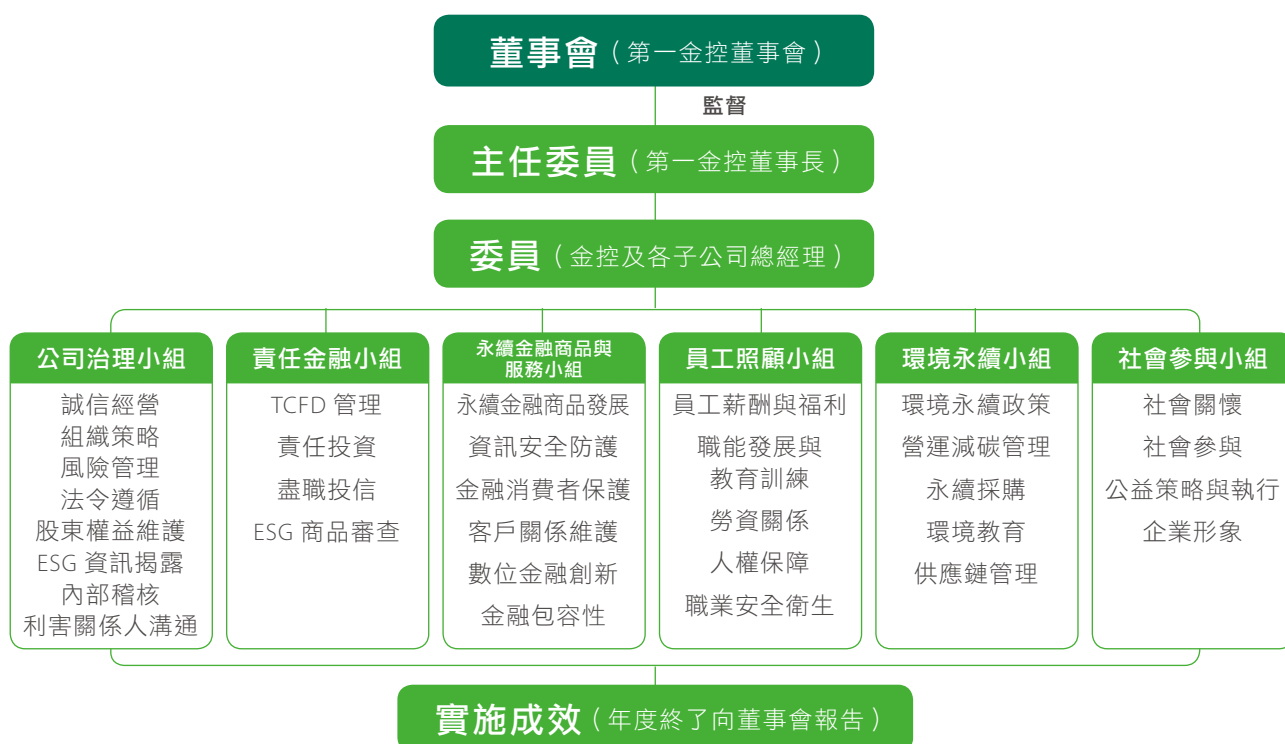 董事會（第一金控董事會）
監督
主任委員（第一金控董事長）
委員（金控及各子公司總經理）
公司治理小組
誠信經營
組織策略
風險管理
法令遵循
股東權益維護
ESG 資訊揭露
內部稽核
利害關係人溝通
責任金融小組
TCFD 管理
責任投資
盡職投信
ESG 商品審查
永續金融商品與
服務小組
永續金融商品發展
資訊安全防護
金融消費者保護
客戶關係維護
數位金融創新
金融包容性
員工照顧小組
員工薪酬與福利
職能發展與
教育訓練
勞資關係
人權保障
職業安全衛生
環境永續小組
環境永續政策
營運減碳管理
永續採購
環境教育
供應鏈管理
社會參與小組
社會關懷
社會參與
公益策略與執行
企業形象
實施成效（年度終了向董事會報告）